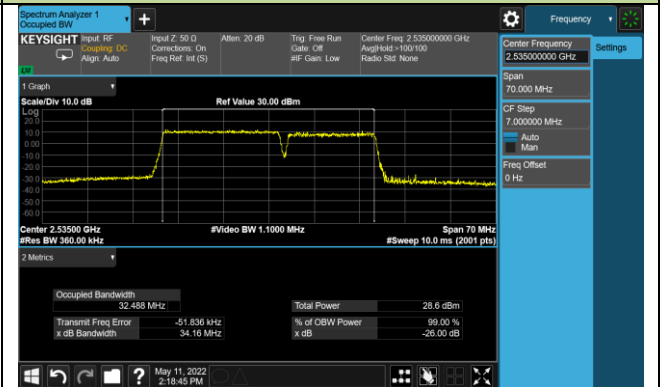 Spectrum Analyzer 1
Occupied BW
+
Frequency
KEYSIGHT
Input: RF
Coupling: DC
Align: Auto
Input Z: 50 Ω
Corrections: On
Freq Ref: Int (S)
Atten: 20 dB
Trig: Free Run
Gate: Off
#IF Gain: Low
Center Freq: 2.535000000 GHz
Avg|Hold:>100/100
Radio Std: None
Center Frequency
2.535000000 GHz
Settings
Span
70.000 MHz
CF Step
7.000000 MHz
Auto
Man
Freq Offset
0 Hz
1 Graph
Scale/Div 10.0 dB
Ref Value 30.00 dBm
Log
20.0
10.0
0.00
-10.0
-20.0
-30.0
-40.0
-50.0
-60.0
Center 2.53500 GHz
#Video BW 1.1000 MHz
Span 70 MHz
#Res BW 360.00 kHz
#Sweep 10.0 ms (2001 pts)
2 Metrics
Occupied Bandwidth
32.488 MHz
Total Power
28.6 dBm
Transmit Freq Error
-51.836 kHz
% of OBW Power
99.00 %
x dB Bandwidth
34.16 MHz
x dB
-26.00 dB
?
May 11, 2022
2:18:45 PM